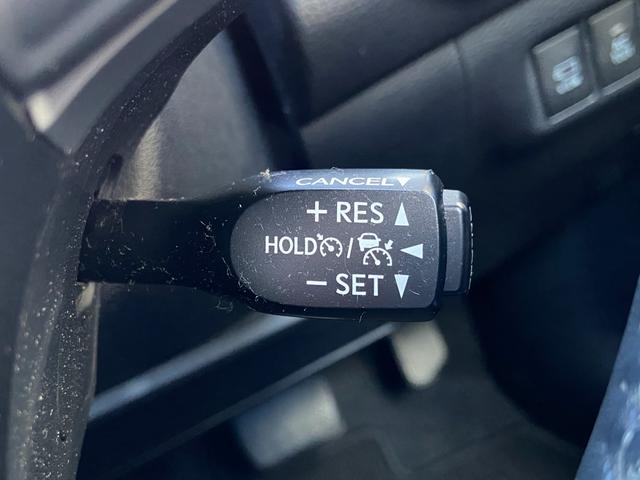 CANCEL
+ RES
HOLD /
− SET